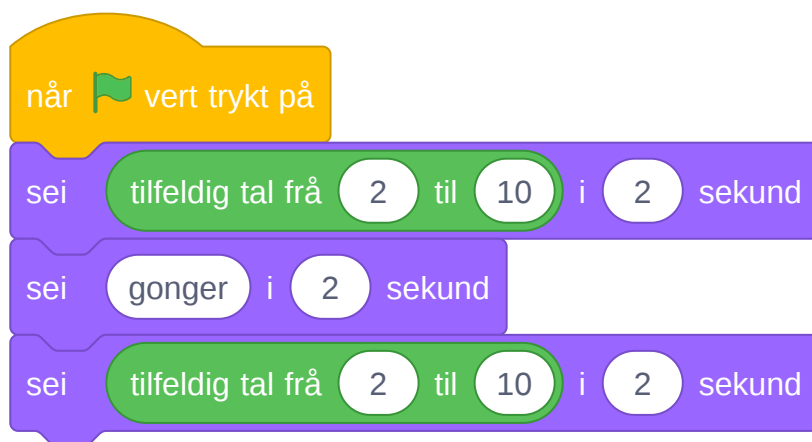 når vert trykt på
sei tilfeldig tal frå 2 til 10 i 2 sekund
sei gonger i 2 sekund
sei tilfeldig tal frå 2 til 10 i 2 sekund